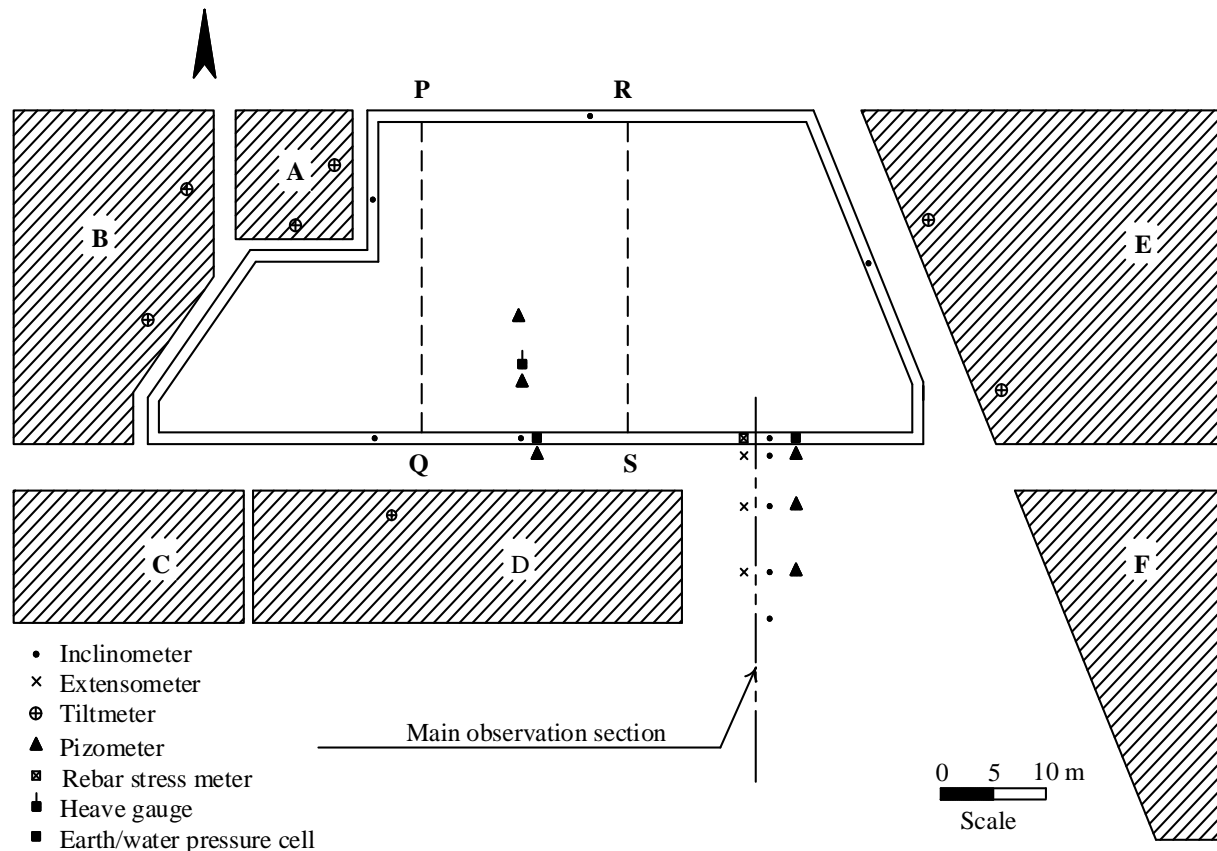 P
R
A
B
E
Q
S
C
D
F
Inclinometer
Extensometer
Tiltmeter
Pizometer
Rebar stress meter
Heave gauge
Earth/water pressure cell
Main observation section
0 5 10 m
Scale